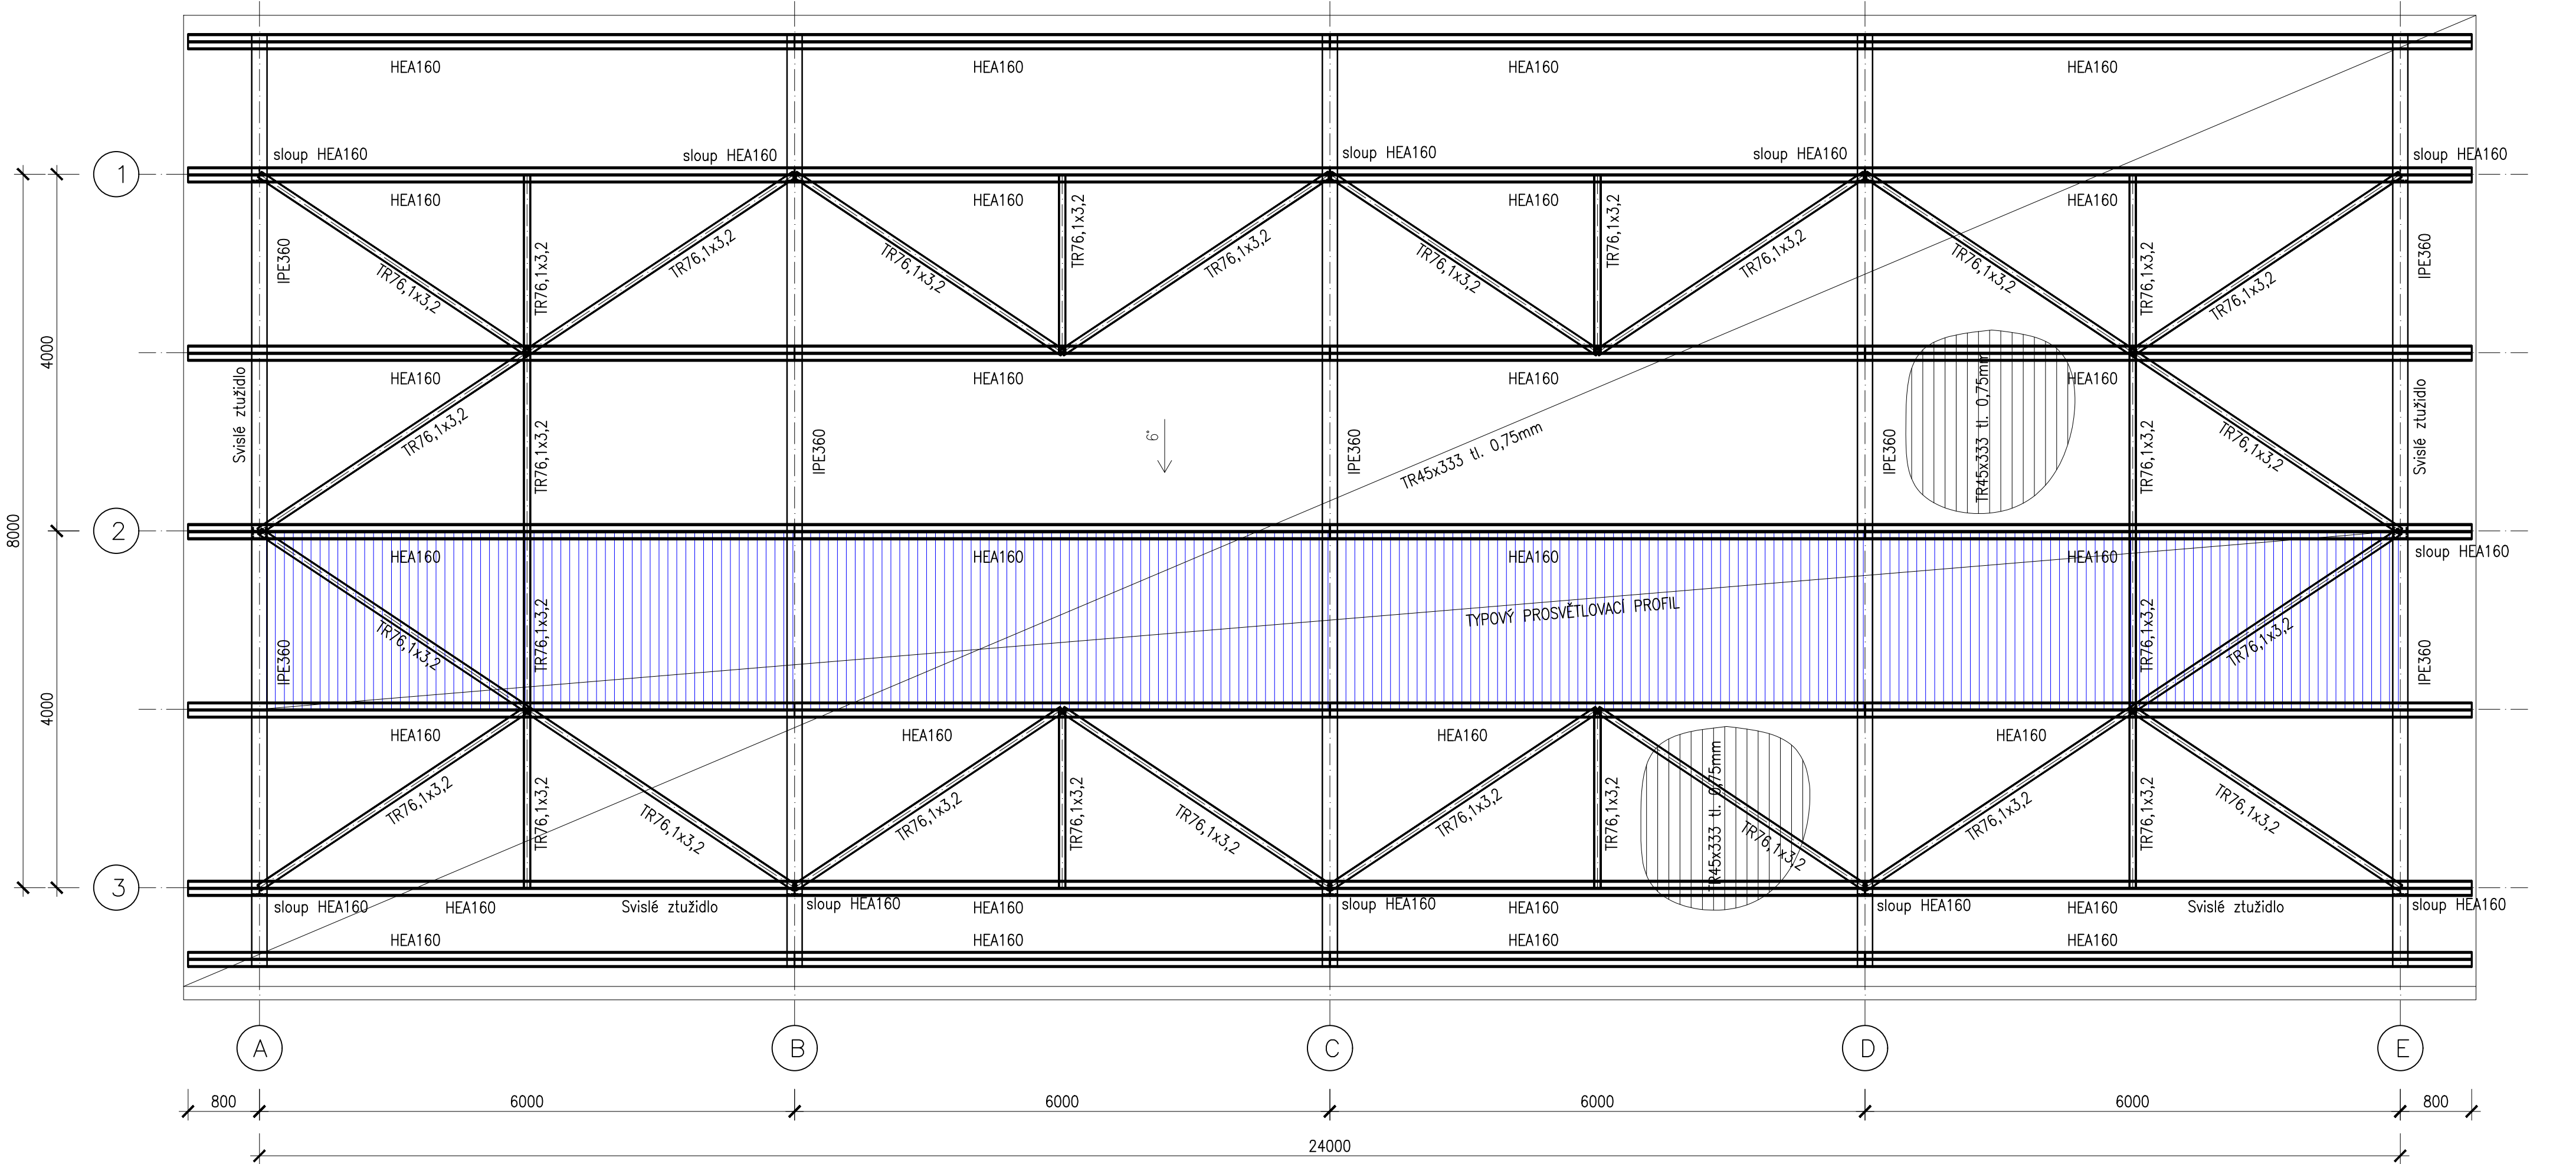 HEA160 HEA160 HEA160 HEA160
sloup HEA160 sloup HEA160 sloup HEA160 sloup HEA160 sloup HEA160
1
HEA160 HEA160 HEA160 HEA160
IPE360 TR76,1x3,2 TR76,1x3,2 TR76,1x3,2 TR76,1x3,2 TR76,1x3,2 TR76,1x3,2 TR76,1x3,2 TR76,1x3,2 TR76,1x3,2 TR76,1x3,2 TR76,1x3,2 TR76,1x3,2 IPE360
4000
HEA160 HEA160 HEA160 HEA160
Svislé ztužidlo
TR76,1x3,2
TR76,1x3,2
IPE360
6°
IPE360
TR45x333 tl. 0,75mm
IPE360
TR45x333 tl. 0,75mm
TR76,1x3,2
TR76,1x3,2
Svislé ztužidlo
8000
2
HEA160 HEA160 HEA160 HEA160
sloup HEA160
IPE360
TR76,1x3,2
TR76,1x3,2
TYPOVÝ PROSVĚTLOVACÍ PROFIL
TR76,1x3,2
TR76,1x3,2
IPE360
4000
HEA160 HEA160 HEA160 HEA160
TR76,1x3,2 TR76,1x3,2 TR76,1x3,2 TR76,1x3,2 TR76,1x3,2 TR76,1x3,2 TR76,1x3,2 TR76,1x3,2 TR45x333 tl. 0,75mm TR76,1x3,2 TR76,1x3,2 TR76,1x3,2 TR76,1x3,2
3
sloup HEA160 HEA160 Svislé ztužidlo sloup HEA160 HEA160 sloup HEA160 HEA160 sloup HEA160 HEA160 Svislé ztužidlo sloup HEA160
HEA160 HEA160 HEA160 HEA160
A B C D E
800 6000 6000 6000 6000 800
24000